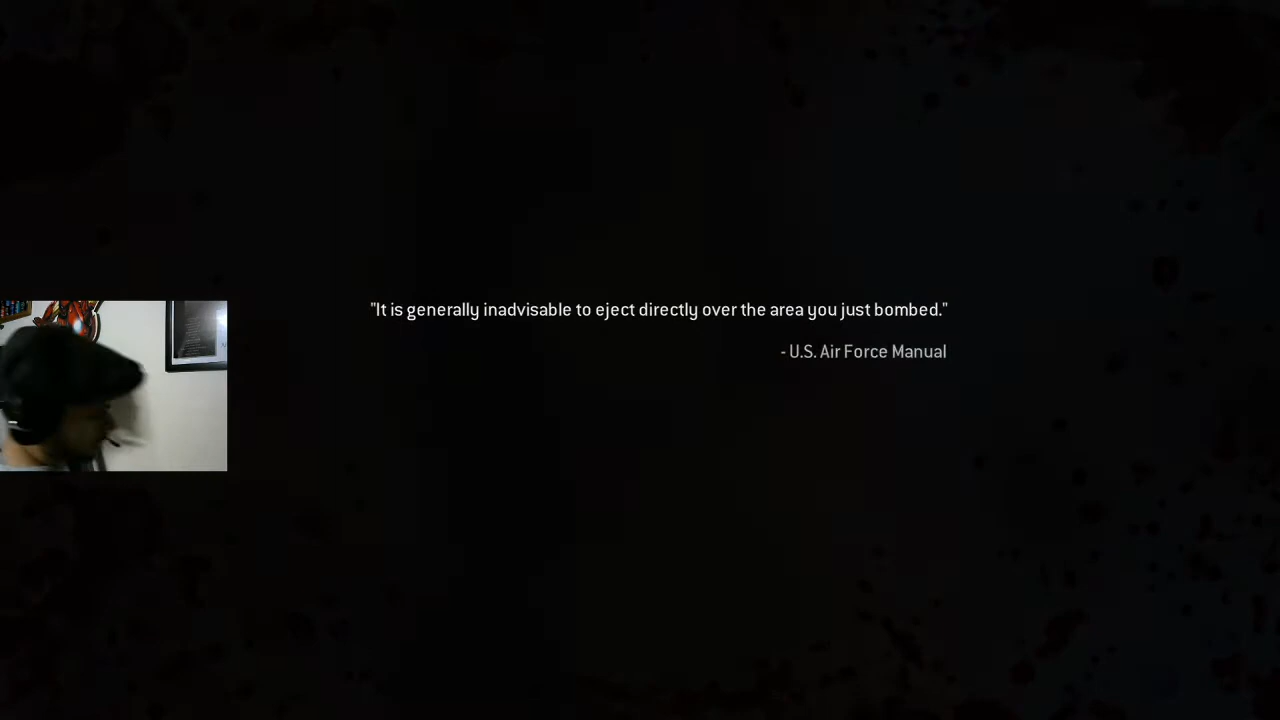 "It is generally inadvisable to eject directly over the area you just bombed."
- U.S. Air Force Manual